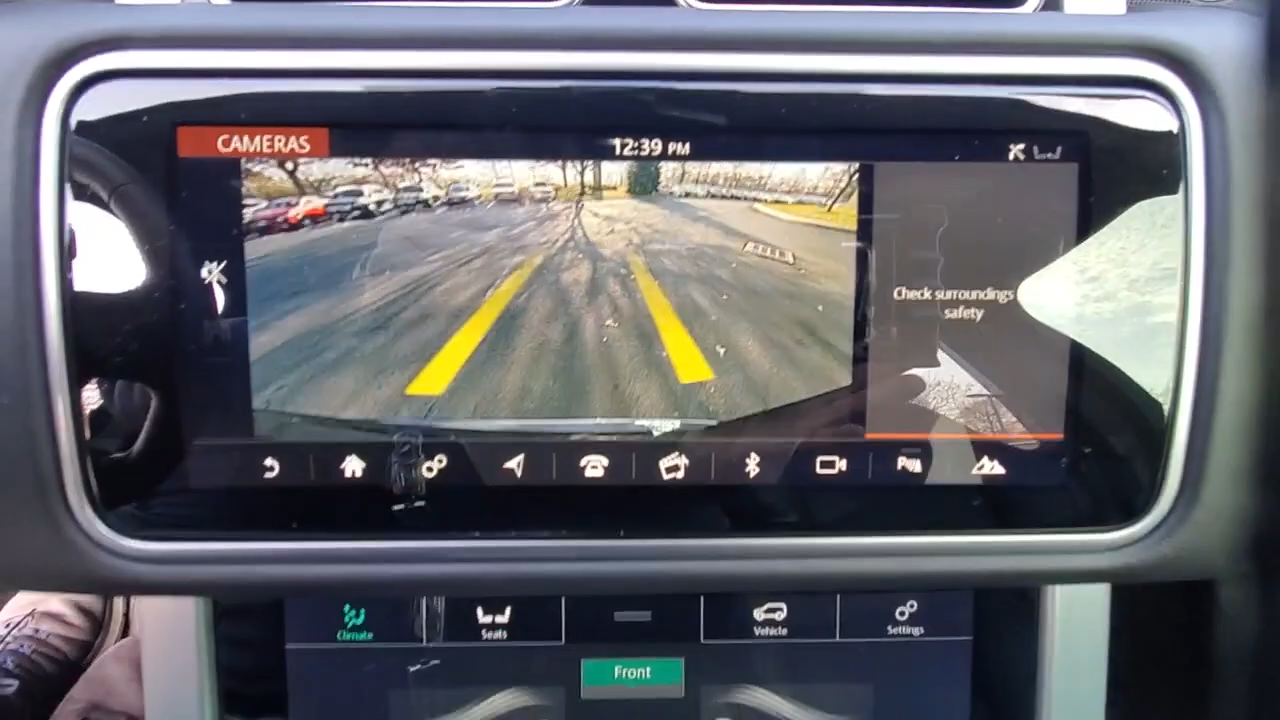 CAMERAS
12:39 PM
Check surroundings
safety
Climate
Seats
Vehicle
Settings
Front